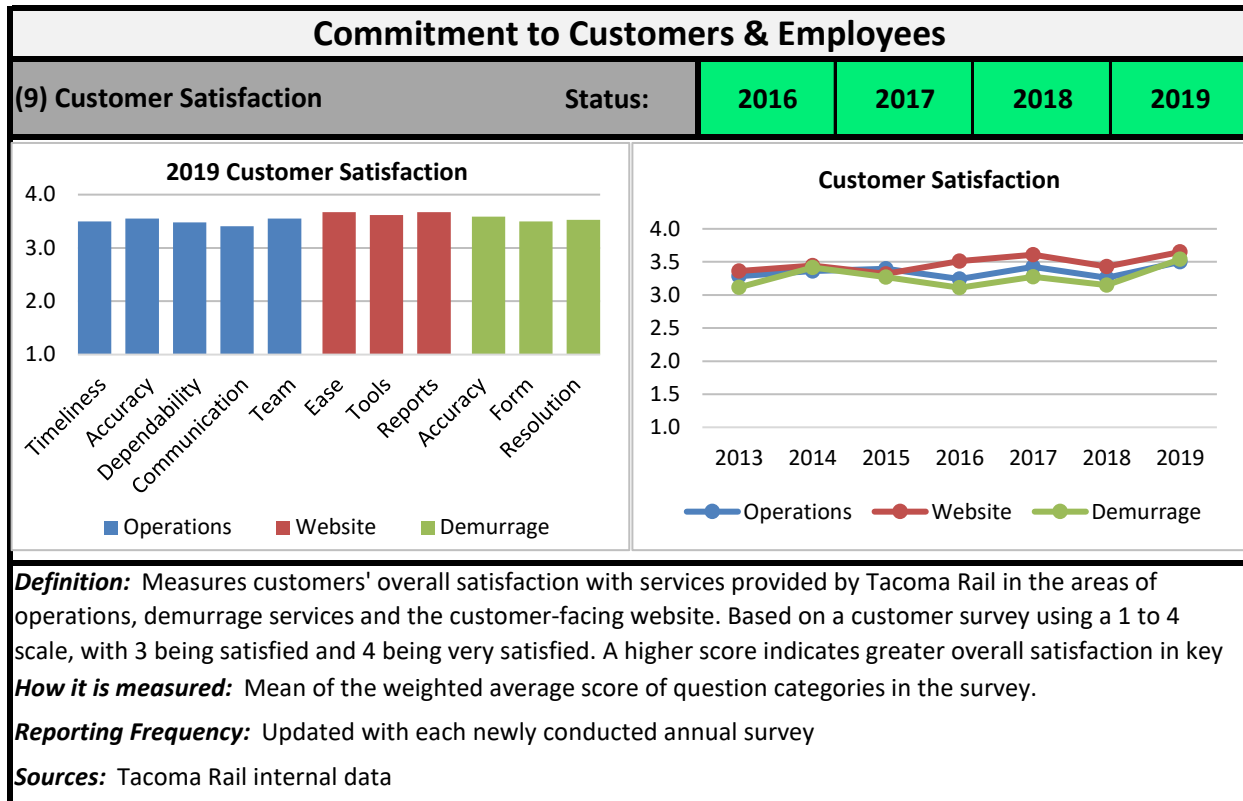 Commitment to Customers & Employees
(9) Customer Satisfaction Status: 2016 2017 2018 2019
2019 Customer Satisfaction
4.0
3.0
2.0
1.0
Timeliness
Accuracy
Dependability
Communication
Team
Ease
Tools
Reports
Accuracy
Form
Resolution
Operations Website Demurrage
Customer Satisfaction
4.0
3.5
3.0
2.5
2.0
1.5
1.0
2013 2014 2015 2016 2017 2018 2019
Operations Website Demurrage
Definition: Measures customers' overall satisfaction with services provided by Tacoma Rail in the areas of
operations, demurrage services and the customer-facing website. Based on a customer survey using a 1 to 4
scale, with 3 being satisfied and 4 being very satisfied. A higher score indicates greater overall satisfaction in key
How it is measured: Mean of the weighted average score of question categories in the survey.
Reporting Frequency: Updated with each newly conducted annual survey
Sources: Tacoma Rail internal data